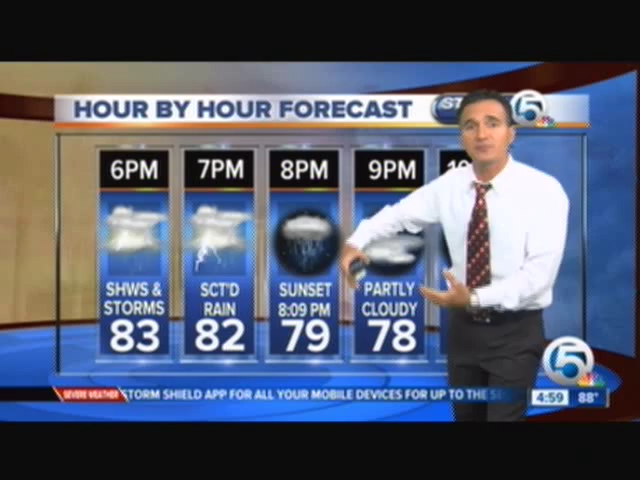 HOUR BY HOUR FORECAST
5
6PM 7PM 8PM 9PM
SHWS & STORMS 83
SCT'D RAIN 82
SUNSET 8:09 PM 79
PARTLY CLOUDY 78
5
SEVERE WEATHER STORM SHIELD APP FOR ALL YOUR MOBILE DEVICES FOR UP TO THE
4:59 88°